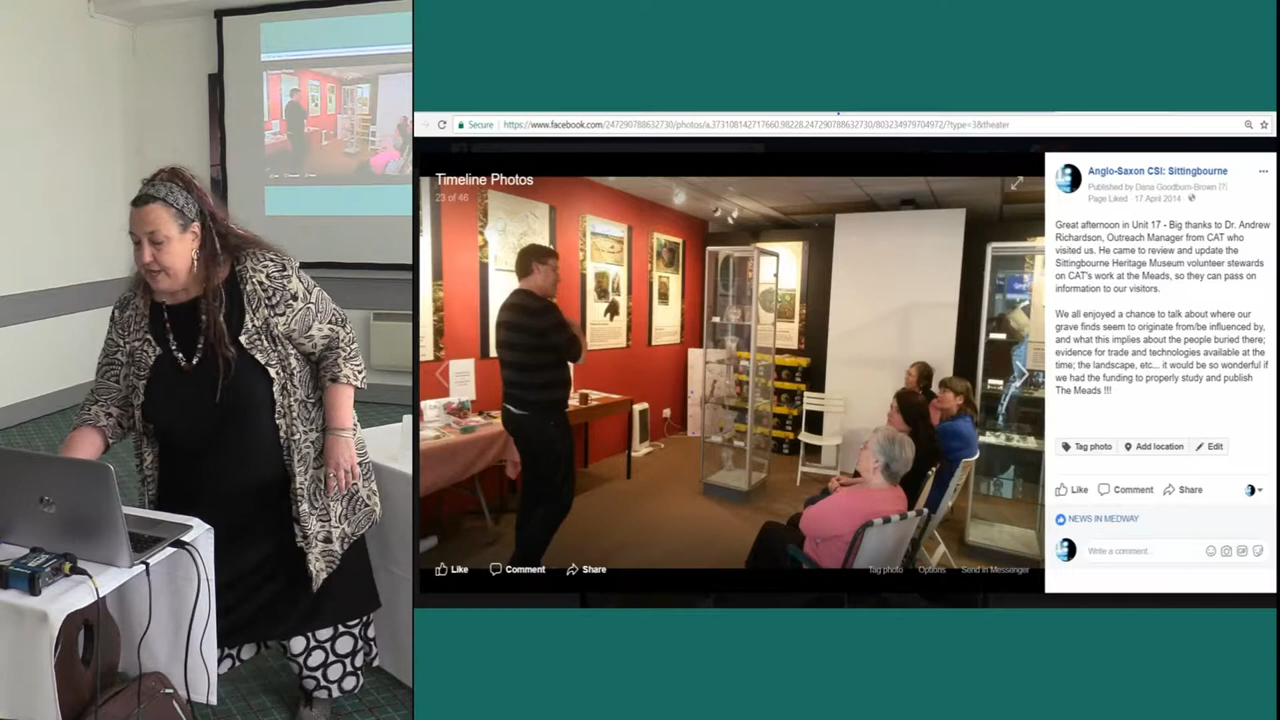 Secure
https://www.facebook.com/247290788632730/photos/a.373108142717660.98228.247290788632730/803234979704972/?type=3&theater
Timeline Photos
23 of 46
Like Comment Share
Tag photo Options Send in Messenger
Anglo-Saxon CSI: Sittingbourne
Published by Dana Goodburn-Brown [?]
Page Liked · 17 April 2014 ·
Great afternoon in Unit 17 - Big thanks to Dr. Andrew
Richardson, Outreach Manager from CAT who
visited us. He came to review and update the
Sittingbourne Heritage Museum volunteer stewards
on CAT's work at the Meads, so they can pass on
information to our visitors.
We all enjoyed a chance to talk about where our
grave finds seem to originate from/be influenced by,
and what this implies about the people buried there;
evidence for trade and technologies available at the
time; the landscape, etc... it would be so wonderful if
we had the funding to properly study and publish
The Meads !!!
Tag photo Add location Edit
Like Comment Share
NEWS IN MEDWAY
Write a comment...